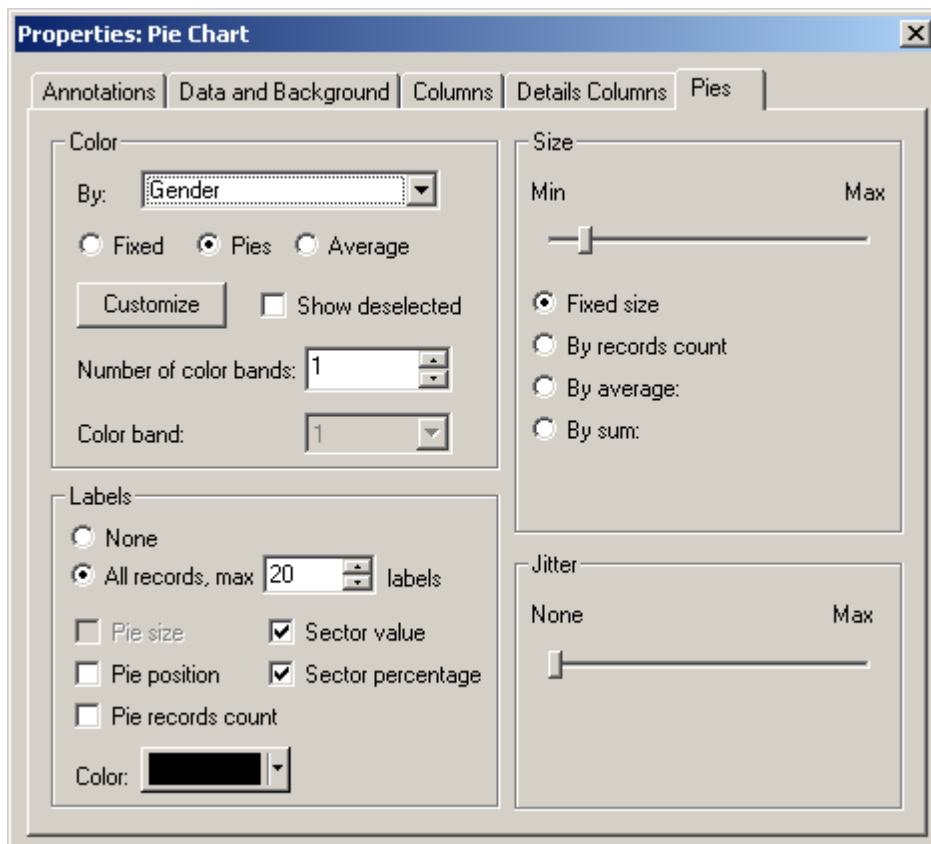 Properties: Pie Chart
Annotations Data and Background Columns Details Columns Pies
Color
By: Gender
Fixed Pies Average
Customize Show deselected
Number of color bands: 1
Color band: 1
Labels
None
All records, max 20 labels
Pie size Sector value
Pie position Sector percentage
Pie records count
Color:
Size
Min Max
Fixed size
By records count
By average:
By sum:
Jitter
None Max